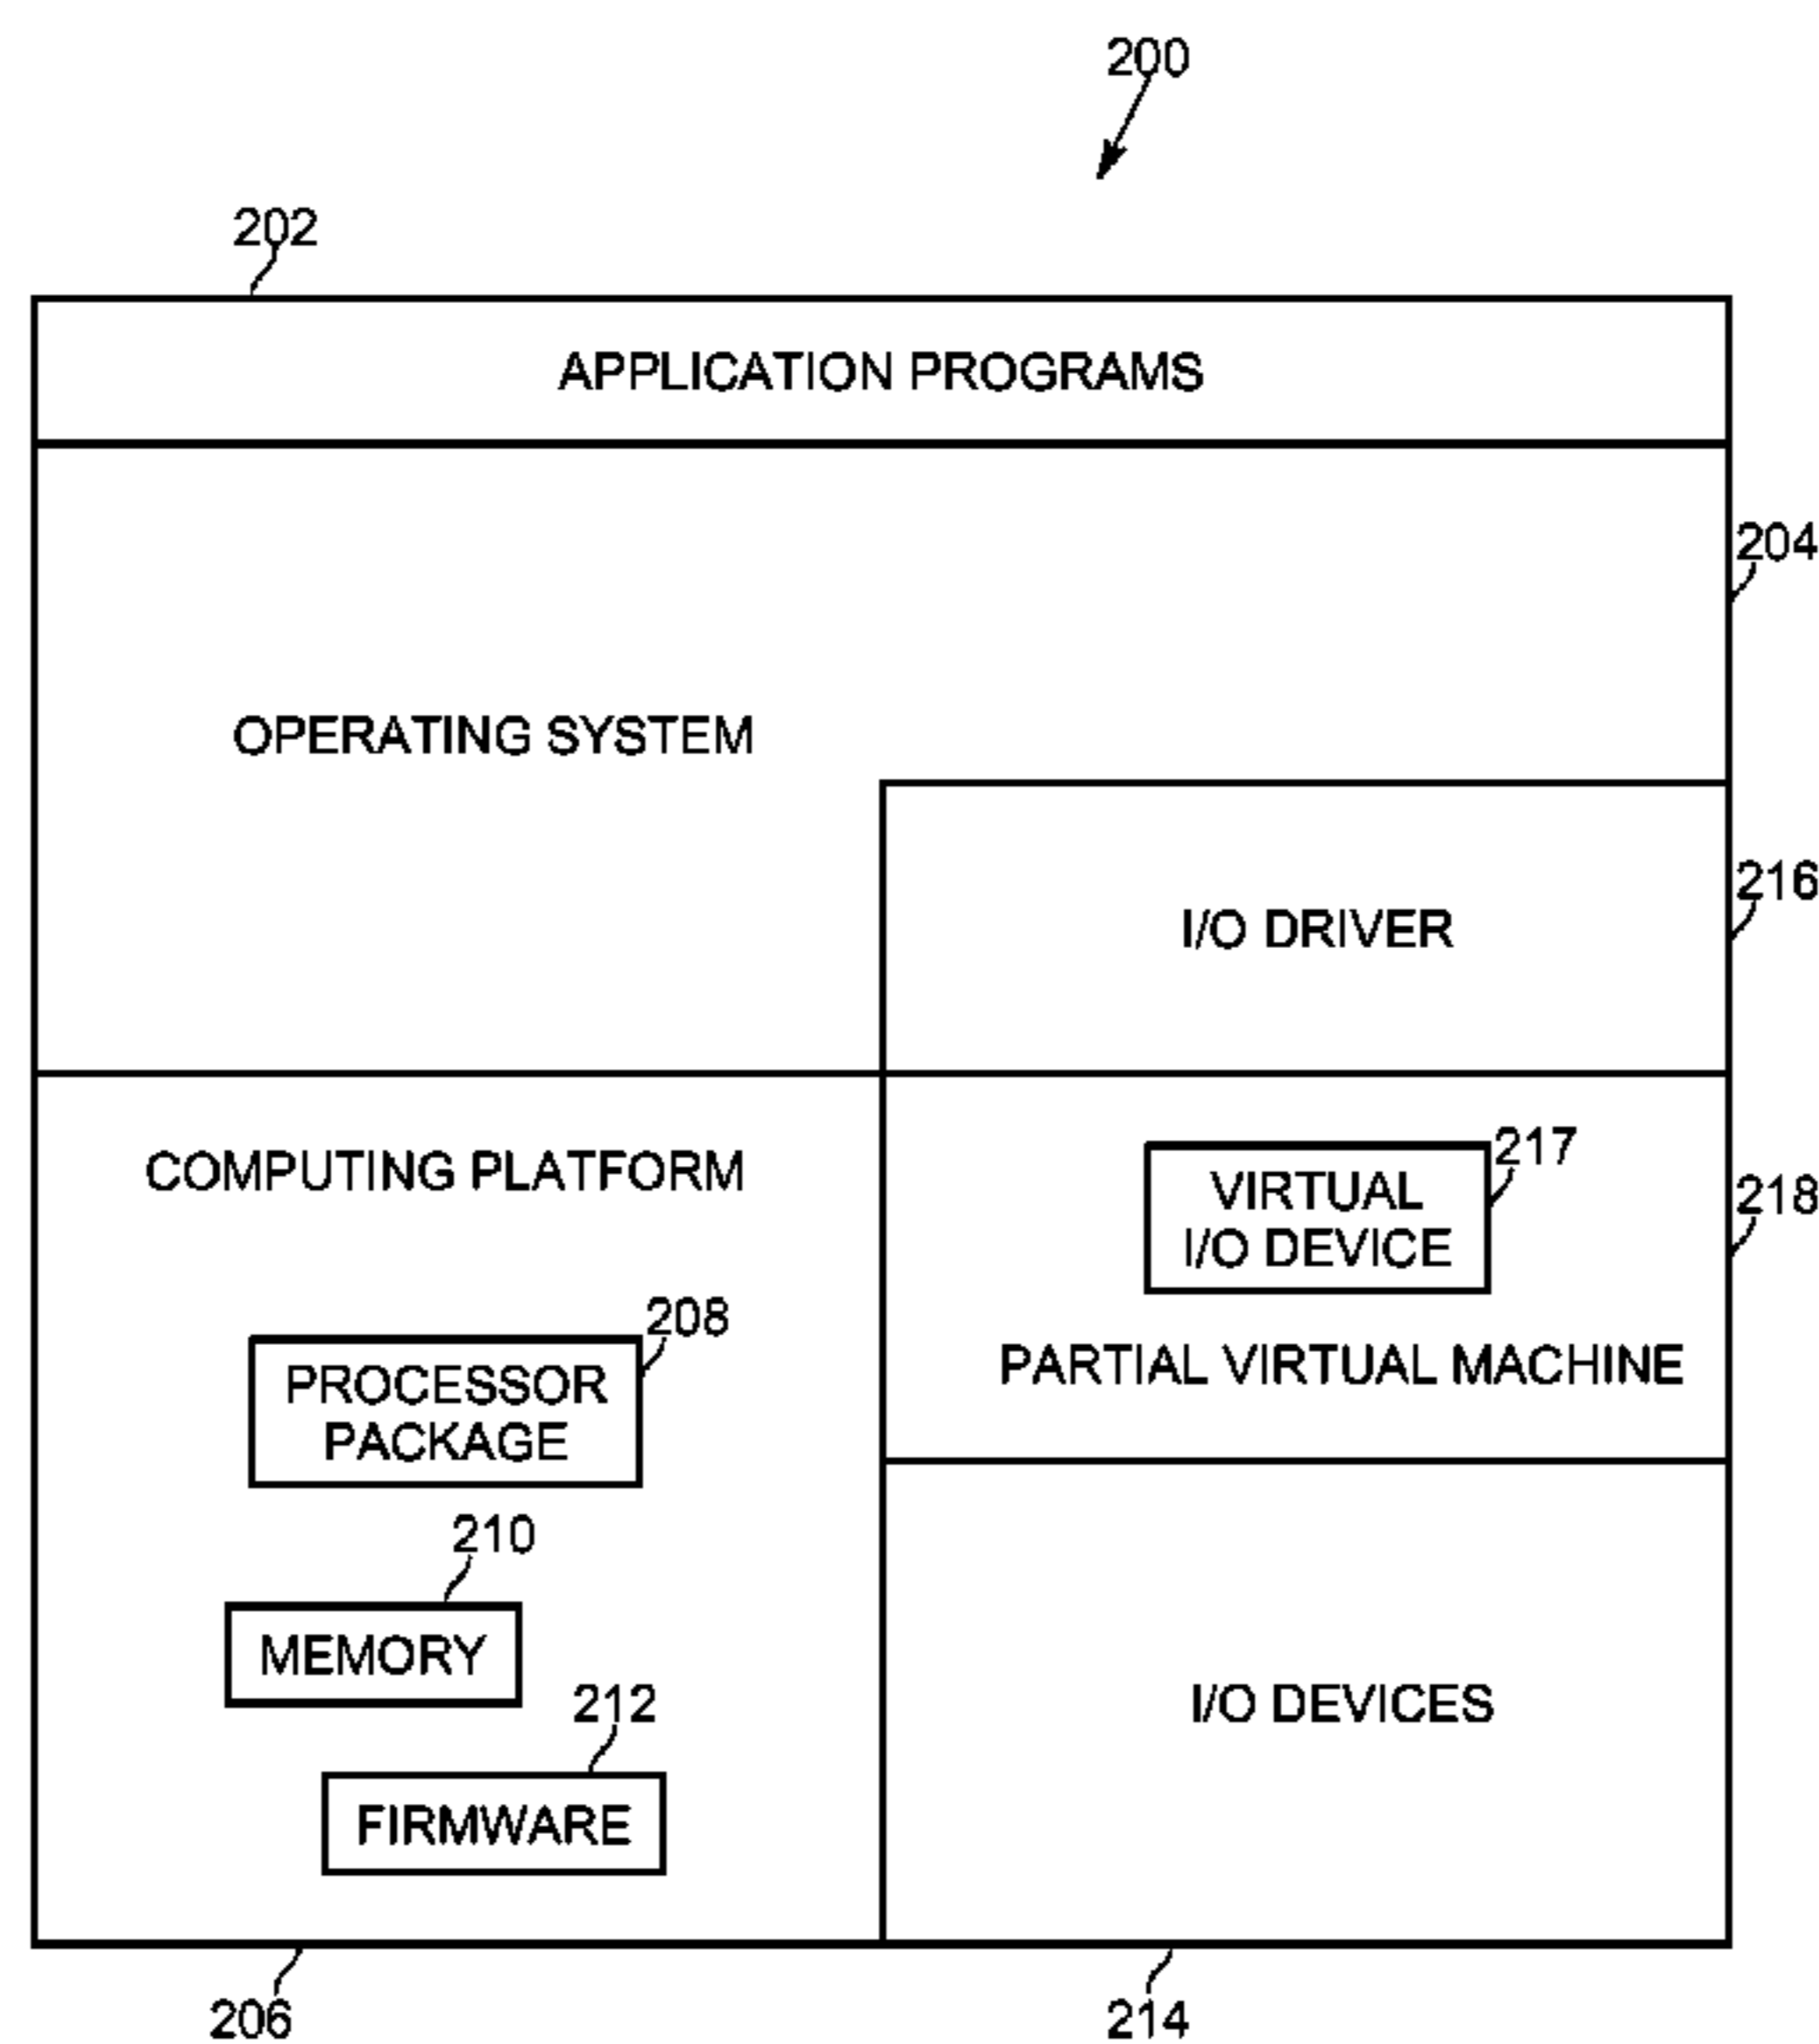 200
202
APPLICATION PROGRAMS
204
OPERATING SYSTEM
216
I/O DRIVER
COMPUTING PLATFORM
217
VIRTUAL
I/O DEVICE
218
PARTIAL VIRTUAL MACHINE
208
PROCESSOR
PACKAGE
210
MEMORY
212
FIRMWARE
I/O DEVICES
206
214